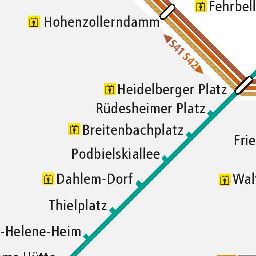 Fehrbell
Hohenzollerndamm
S41 S42
Heidelberger Platz
Rüdesheimer Platz
Breitenbachplatz
Frie
Podbielskiallee
Dahlem-Dorf
Wal
Thielplatz
-Helene-Heim